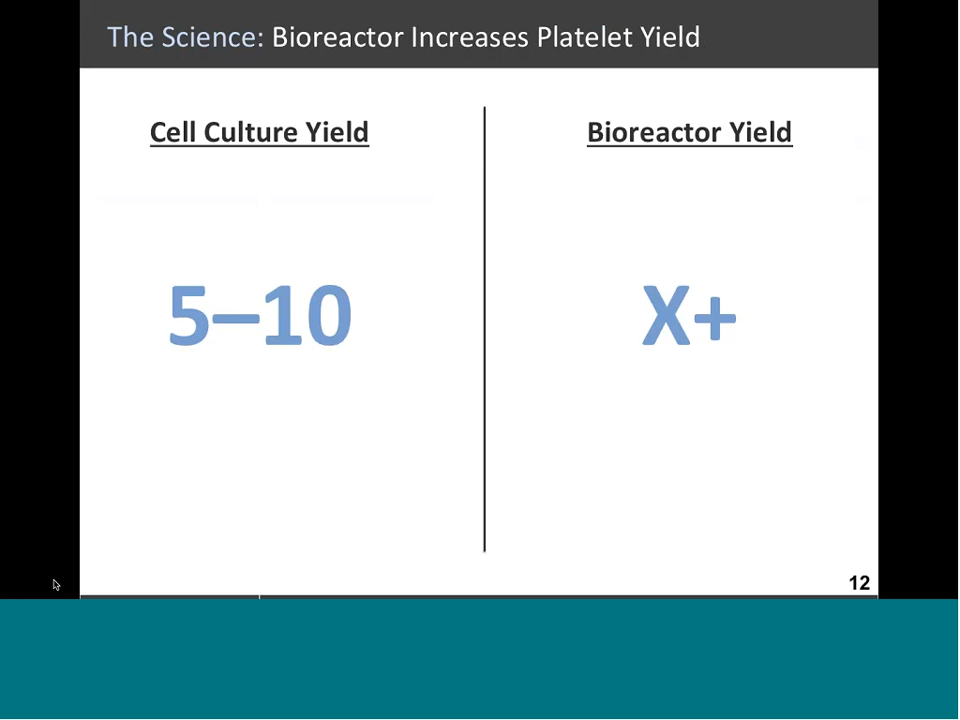 The Science: Bioreactor Increases Platelet Yield
Cell Culture Yield
5–10
Bioreactor Yield
X+
12